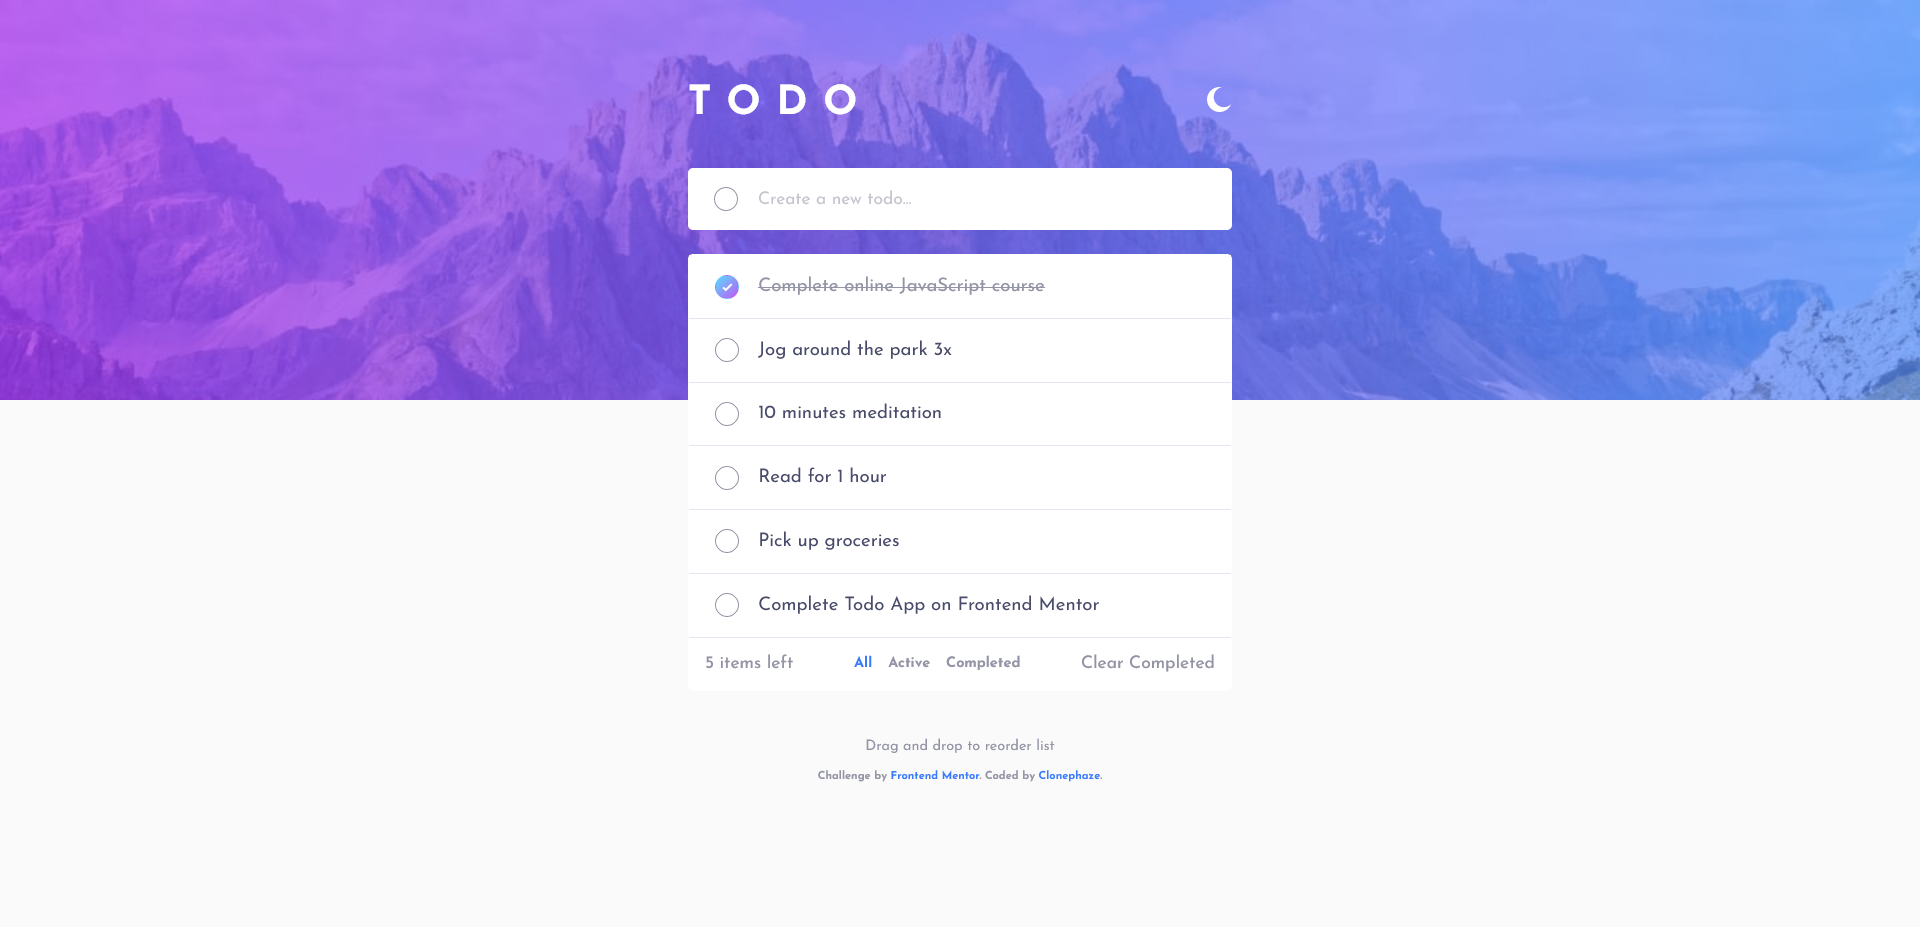 TODO
Create a new todo...
Complete online JavaScript course
Jog around the park 3x
10 minutes meditation
Read for 1 hour
Pick up groceries
Complete Todo App on Frontend Mentor
5 items left All Active Completed Clear Completed
Drag and drop to reorder list
Challenge by Frontend Mentor. Coded by Clonephaze.